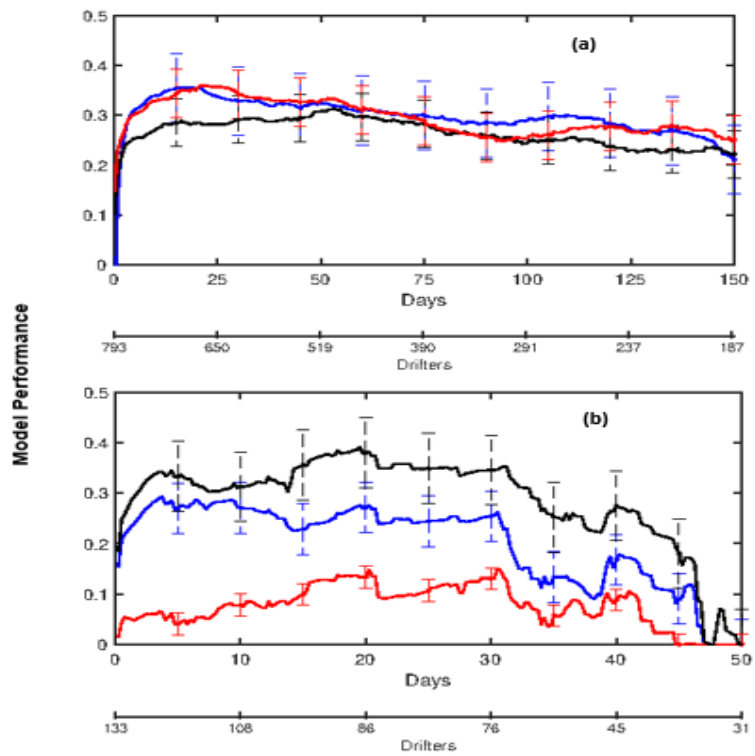 0.5
(a)
0.4
0.3
0.2
0.1
0
0 25 50 75 100 125 150
Days
793 650 519 390 291 237 187
Drifters
Model Performance
0.5
(b)
0.4
0.3
0.2
0.1
0
0 10 20 30 40 50
Days
133 108 86 76 45 31
Drifters